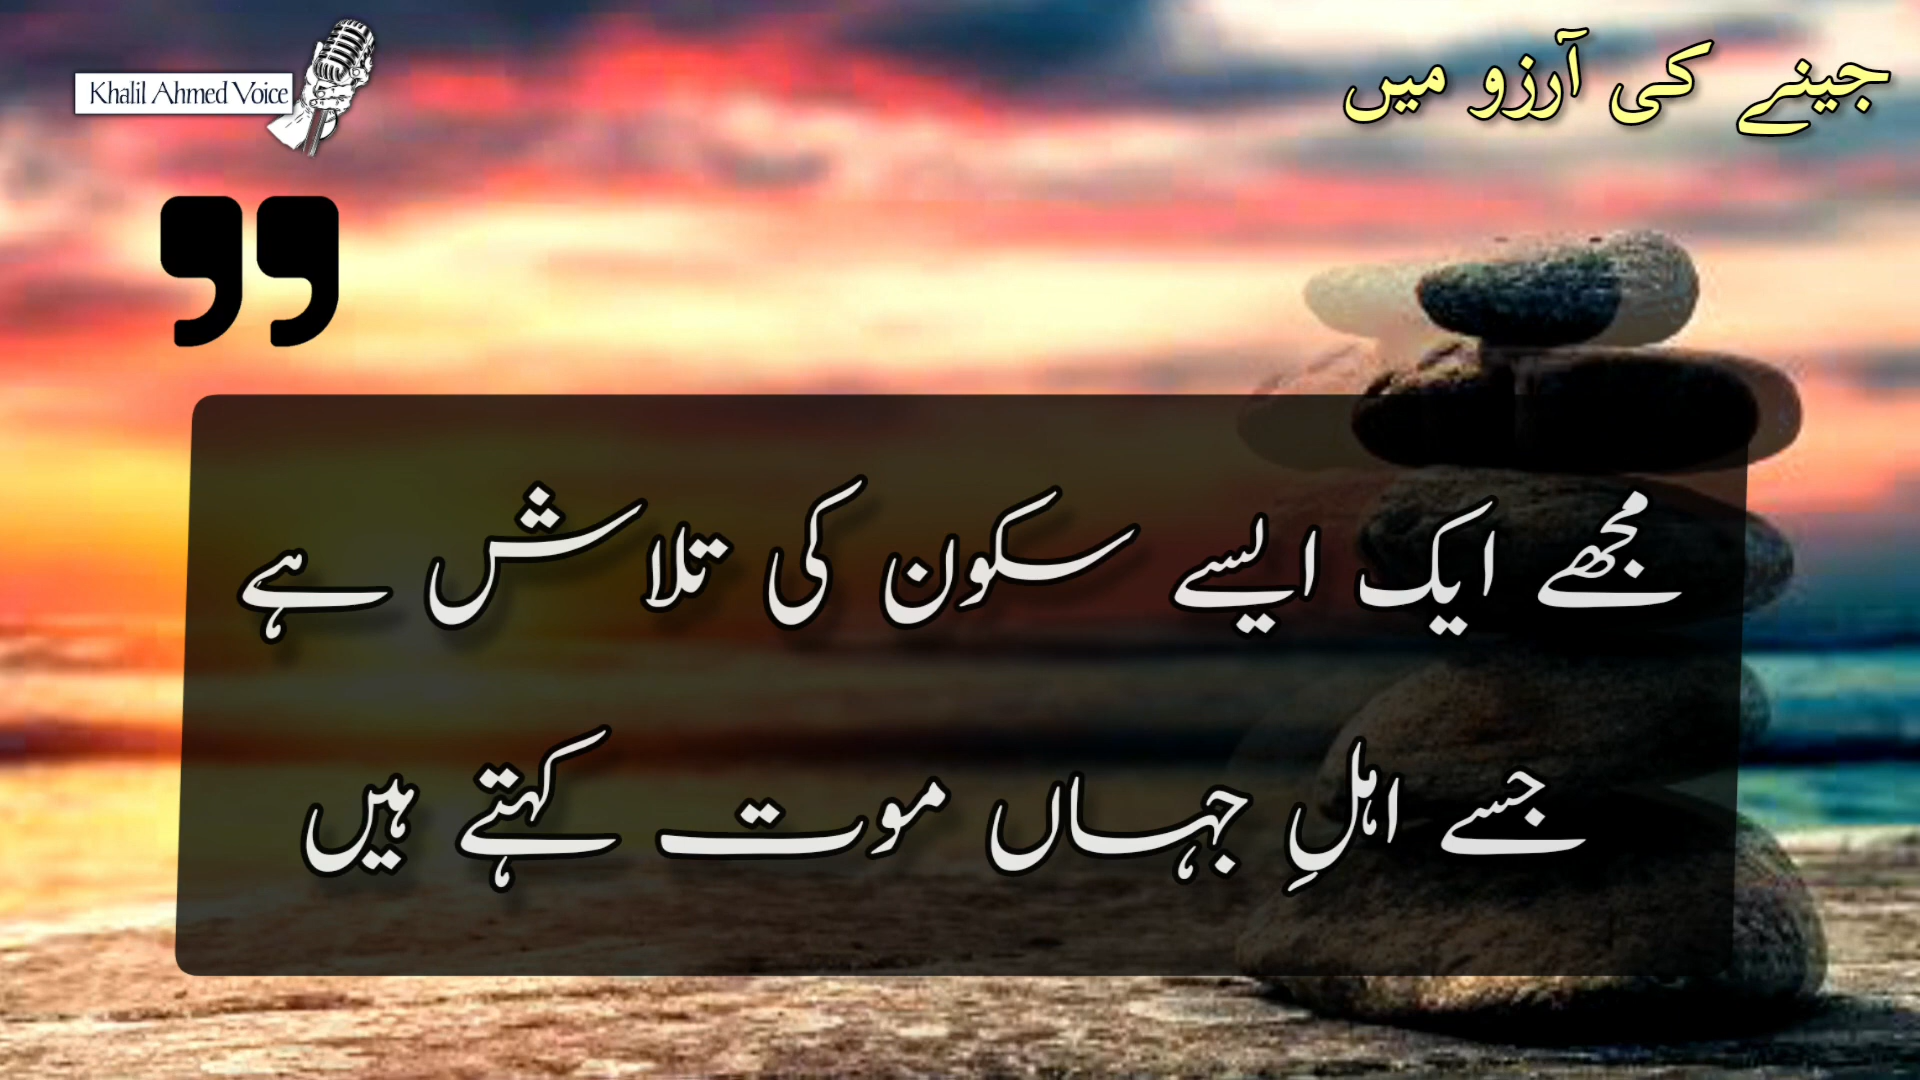 Khalil Ahmed Voice
جینے کی آرزو میں
”
مجھے ایک ایسے سکون کی تلاش ہے
جسے اہلِ جہاں موت کہتے ہیں